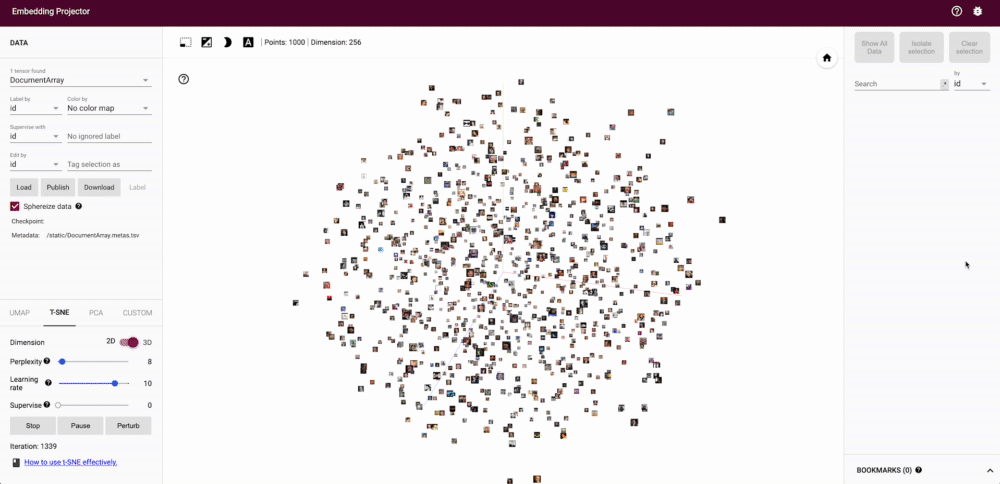 Embedding Projector
DATA
1 tensor found
DocumentArray
Label by
Color by
id
No color map
Supervise with
id
No ignored label
Edit by
id
Tag selection as
Load
Publish
Download
Label
Sphereize data
Checkpoint:
Metadata: /static/DocumentArray.metas.tsv
UMAP
T-SNE
PCA
CUSTOM
Dimension 2D 3D
Perplexity 8
Learning rate 10
Supervise 0
Stop
Pause
Perturb
Iteration: 1339
How to use t-SNE effectively.
A
Points: 1000 | Dimension: 256
Show All Data
Isolate selection
Clear selection
Search
by
id
BOOKMARKS (0)